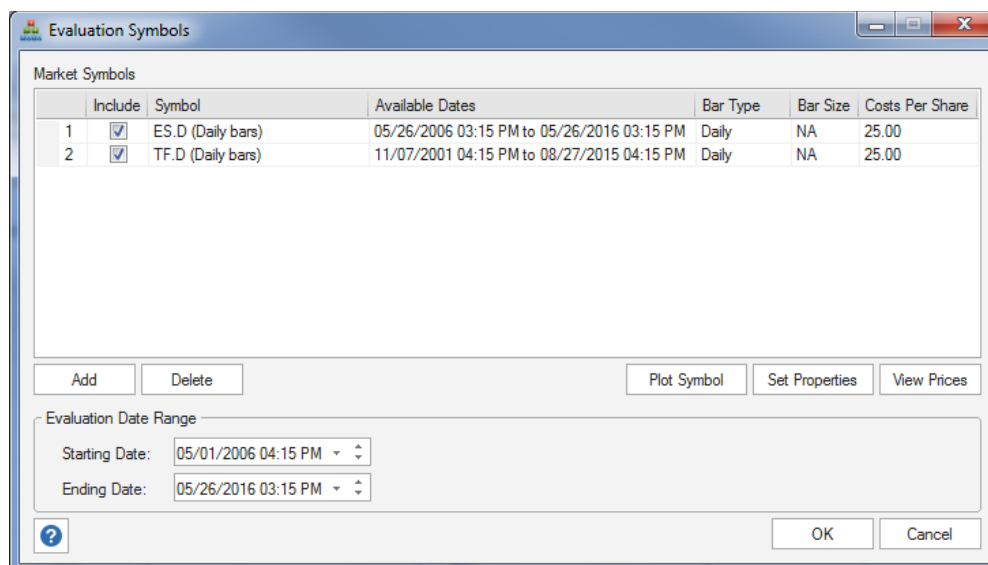 Evaluation Symbols
Market Symbols
Include Symbol Available Dates Bar Type Bar Size Costs Per Share
1 ES.D (Daily bars) 05/26/2006 03:15 PM to 05/26/2016 03:15 PM Daily NA 25.00
2 TF.D (Daily bars) 11/07/2001 04:15 PM to 08/27/2015 04:15 PM Daily NA 25.00
Add Delete Plot Symbol Set Properties View Prices
Evaluation Date Range
Starting Date: 05/01/2006 04:15 PM
Ending Date: 05/26/2016 03:15 PM
? OK Cancel